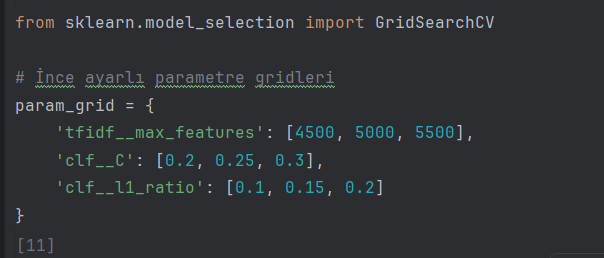 from sklearn.model_selection import GridSearchCV
# İnce ayarlı parametre gridleri
param_grid = {
    'tfidf__max_features': [4500, 5000, 5500],
    'clf__C': [0.2, 0.25, 0.3],
    'clf__l1_ratio': [0.1, 0.15, 0.2]
}
[11]